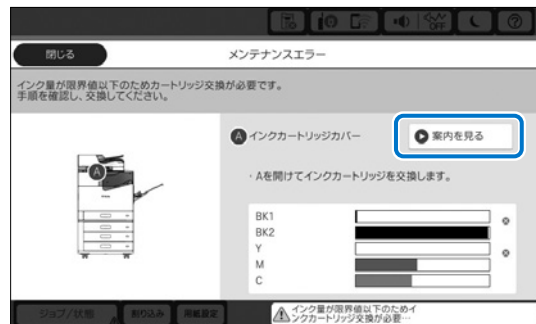 OFF
閉じる
メンテナンスエラー
インク量が限界値以下のためカートリッジ交換が必要です。
手順を確認し、交換してください。
A インクカートリッジカバー
案内を見る
A
・Aを開けてインクカートリッジを交換します。
BK1
BK2
Y
M
C
ジョブ/状態
割り込み
用紙設定
インク量が限界値以下のためイ
ンクカートリッジ交換が必要…